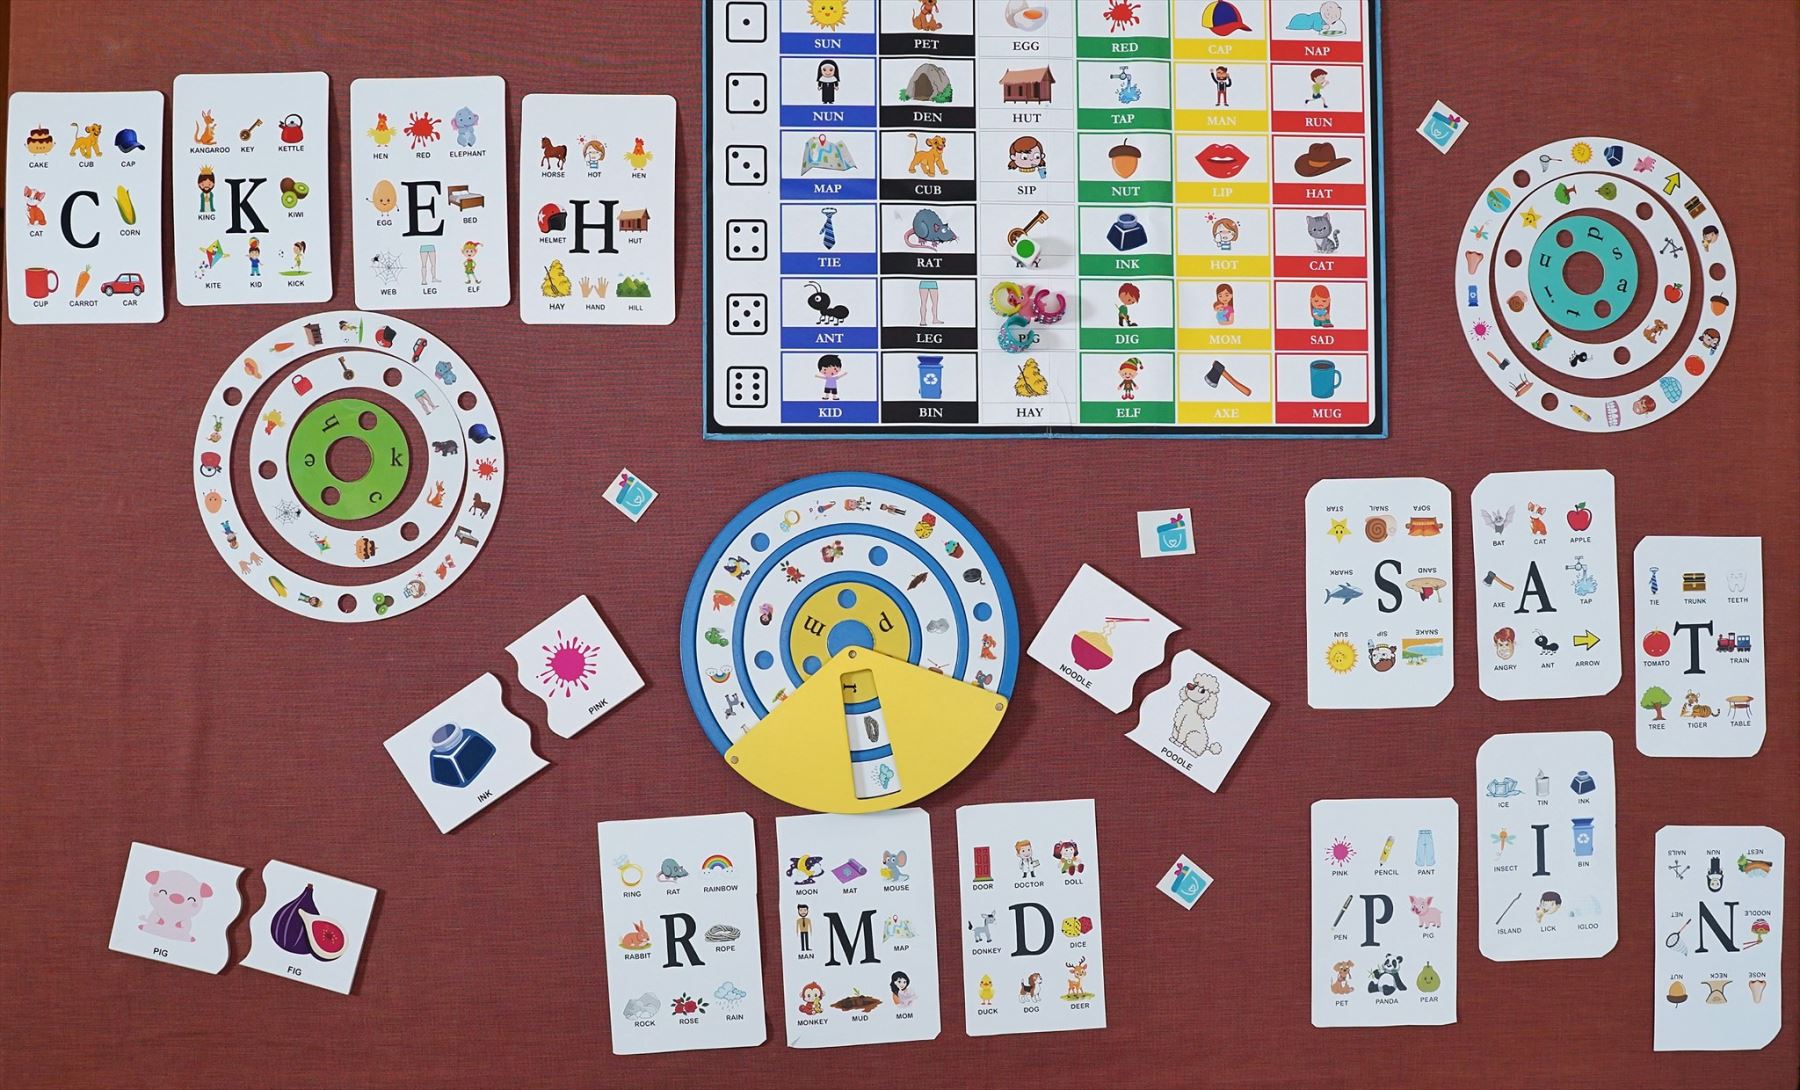 SUN PET EGG RED CAP NAP
NUN DEN HUT TAP MAN RUN
MAP CUB SIP NUT LIP HAT
TIE RAT INK HOT CAT
ANT LEG PIG DIG MOM SAD
KID BIN HAY ELF AXE MUG
CAKE CUB CAP
CAT C CORN
CUP CARROT CAR
KANGAROO KEY KETTLE
KING K KIWI
KITE KID KICK
HEN RED ELEPHANT
EGG E BED
WEB LEG ELF
HORSE HOT HEN
HELMET H HUT
HAY HAND HILL
h
e k
c
p s
u a
i t
m p
r
PINK
INK
NOODLE
POODLE
PIG
FIG
STAR SNAIL SOFA
SHARK S SAND
SUN SIP SNAKE
BAT CAT APPLE
AXE A TAP
ANGRY ANT ARROW
TIE TRUNK TEETH
TOMATO T TRAIN
TREE TIGER TABLE
RING RAT RAINBOW
RABBIT R ROPE
ROCK ROSE RAIN
MOON MAT MOUSE
MAN M MAP
MONKEY MUD MOM
DOOR DOCTOR DOLL
DONKEY D DICE
DUCK DOG DEER
PINK PENCIL PANT
PEN P PIG
PET PANDA PEAR
ICE TIN INK
INSECT I BIN
ISLAND LICK IGLOO
NAILS NUN NEST
NET N NOODLE
NUT NECK NOSE